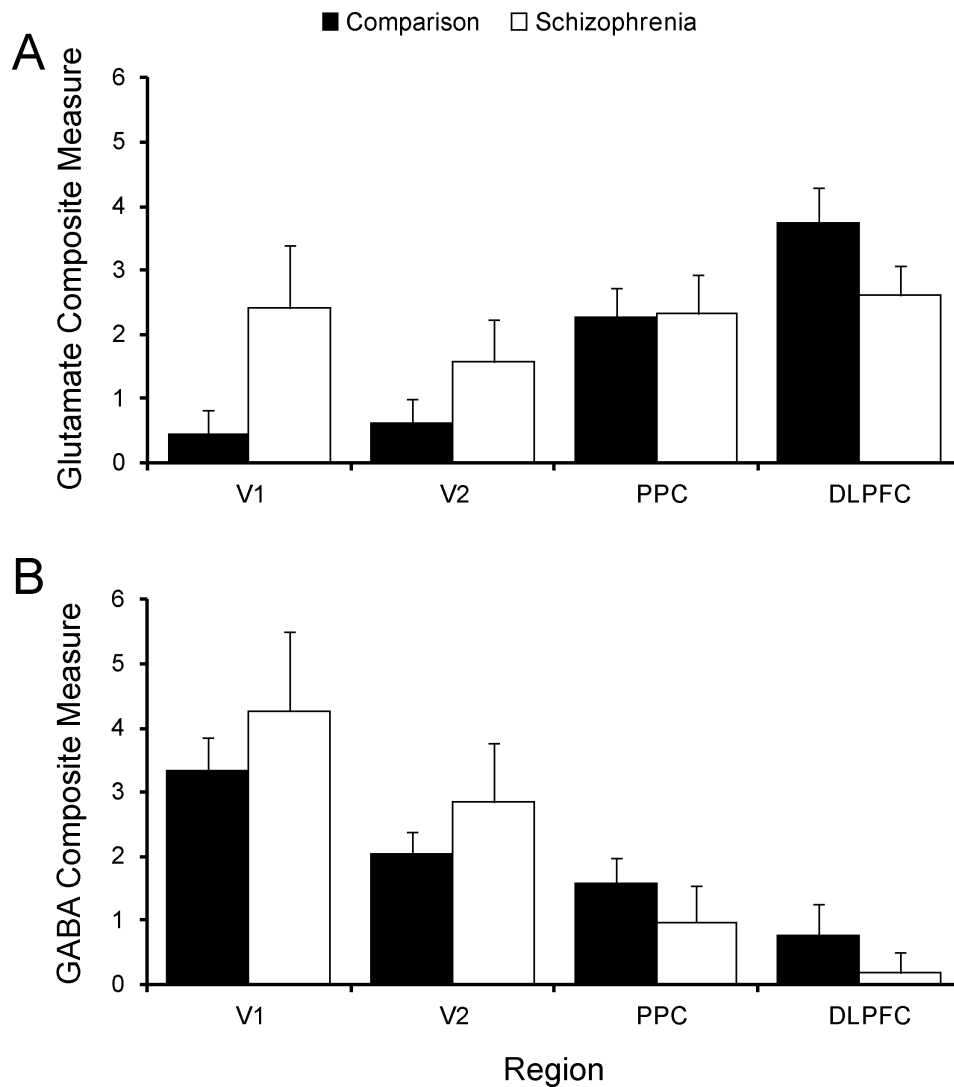 Comparison Schizophrenia
A
Glutamate Composite Measure
6
5
4
3
2
1
0
V1 V2 PPC DLPFC
B
GABA Composite Measure
6
5
4
3
2
1
0
V1 V2 PPC DLPFC
Region